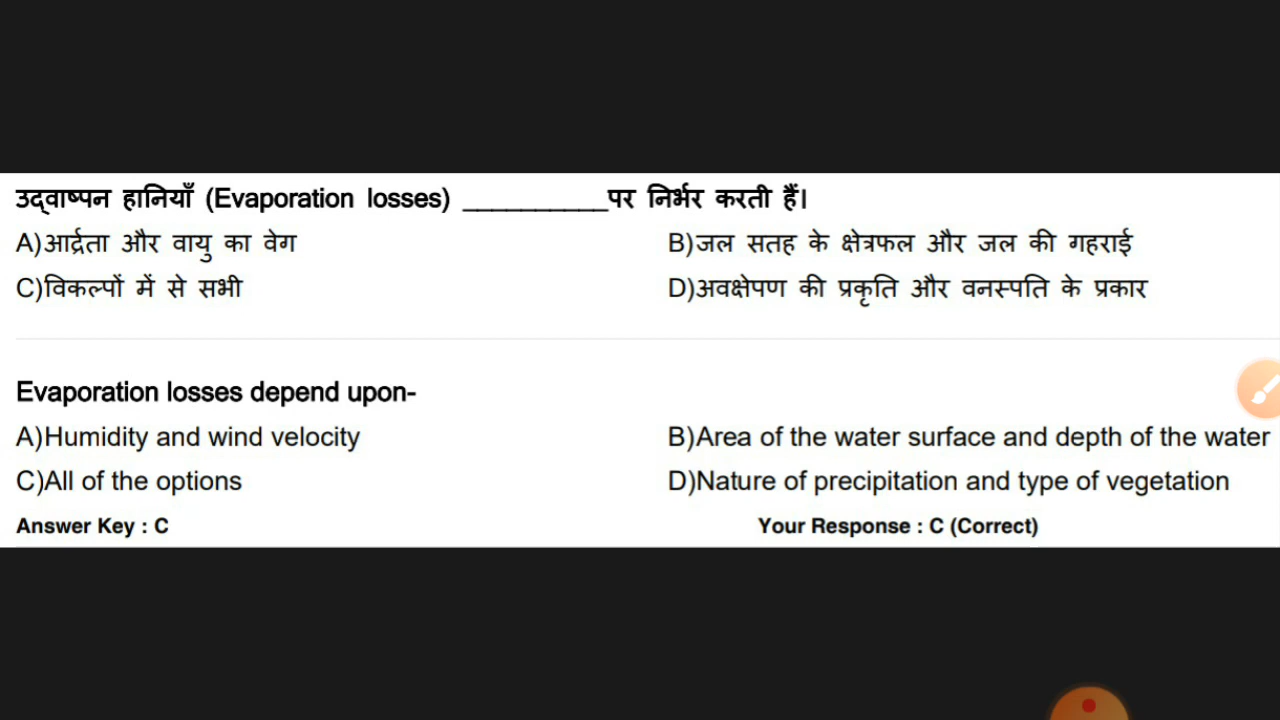 उद्वाष्पन हानियाँ (Evaporation losses) __________पर निर्भर करती हैं।
A)आर्द्रता और वायु का वेग B)जल सतह के क्षेत्रफल और जल की गहराई
C)विकल्पों में से सभी D)अवक्षेपण की प्रकृति और वनस्पति के प्रकार
Evaporation losses depend upon-
A)Humidity and wind velocity B)Area of the water surface and depth of the water
C)All of the options D)Nature of precipitation and type of vegetation
Answer Key : C Your Response : C (Correct)